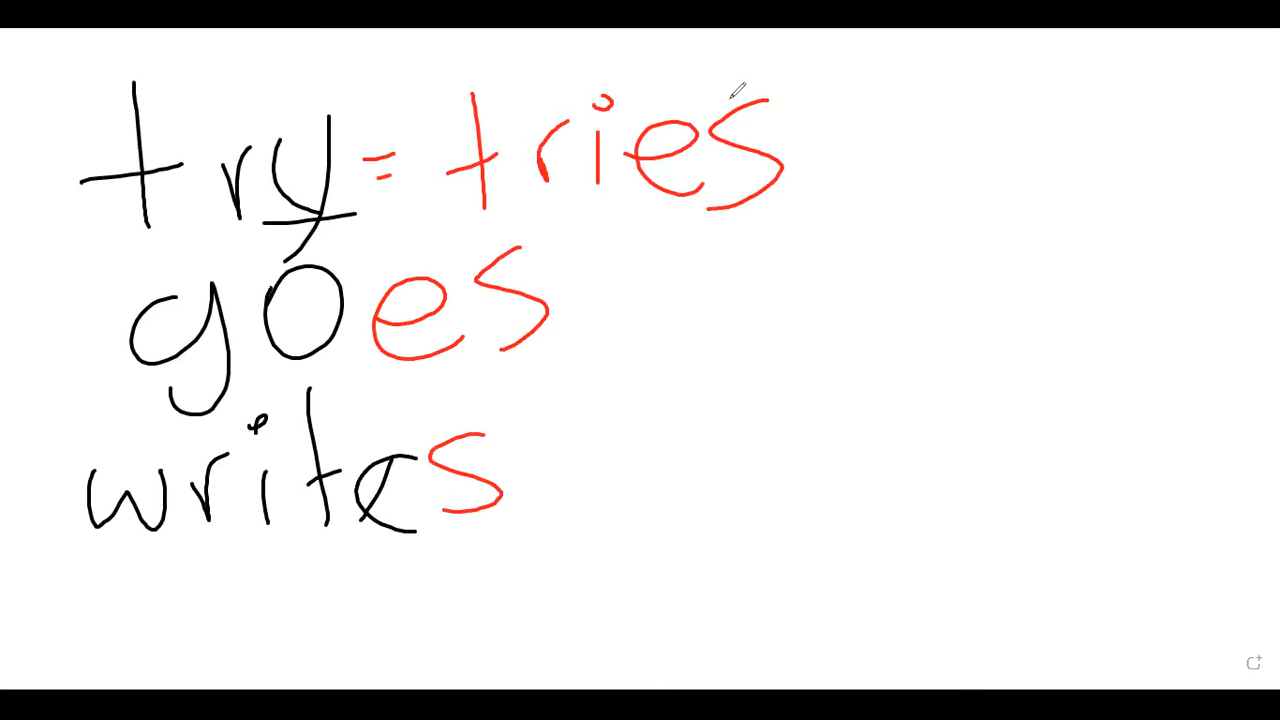 try = tries
goes
writes